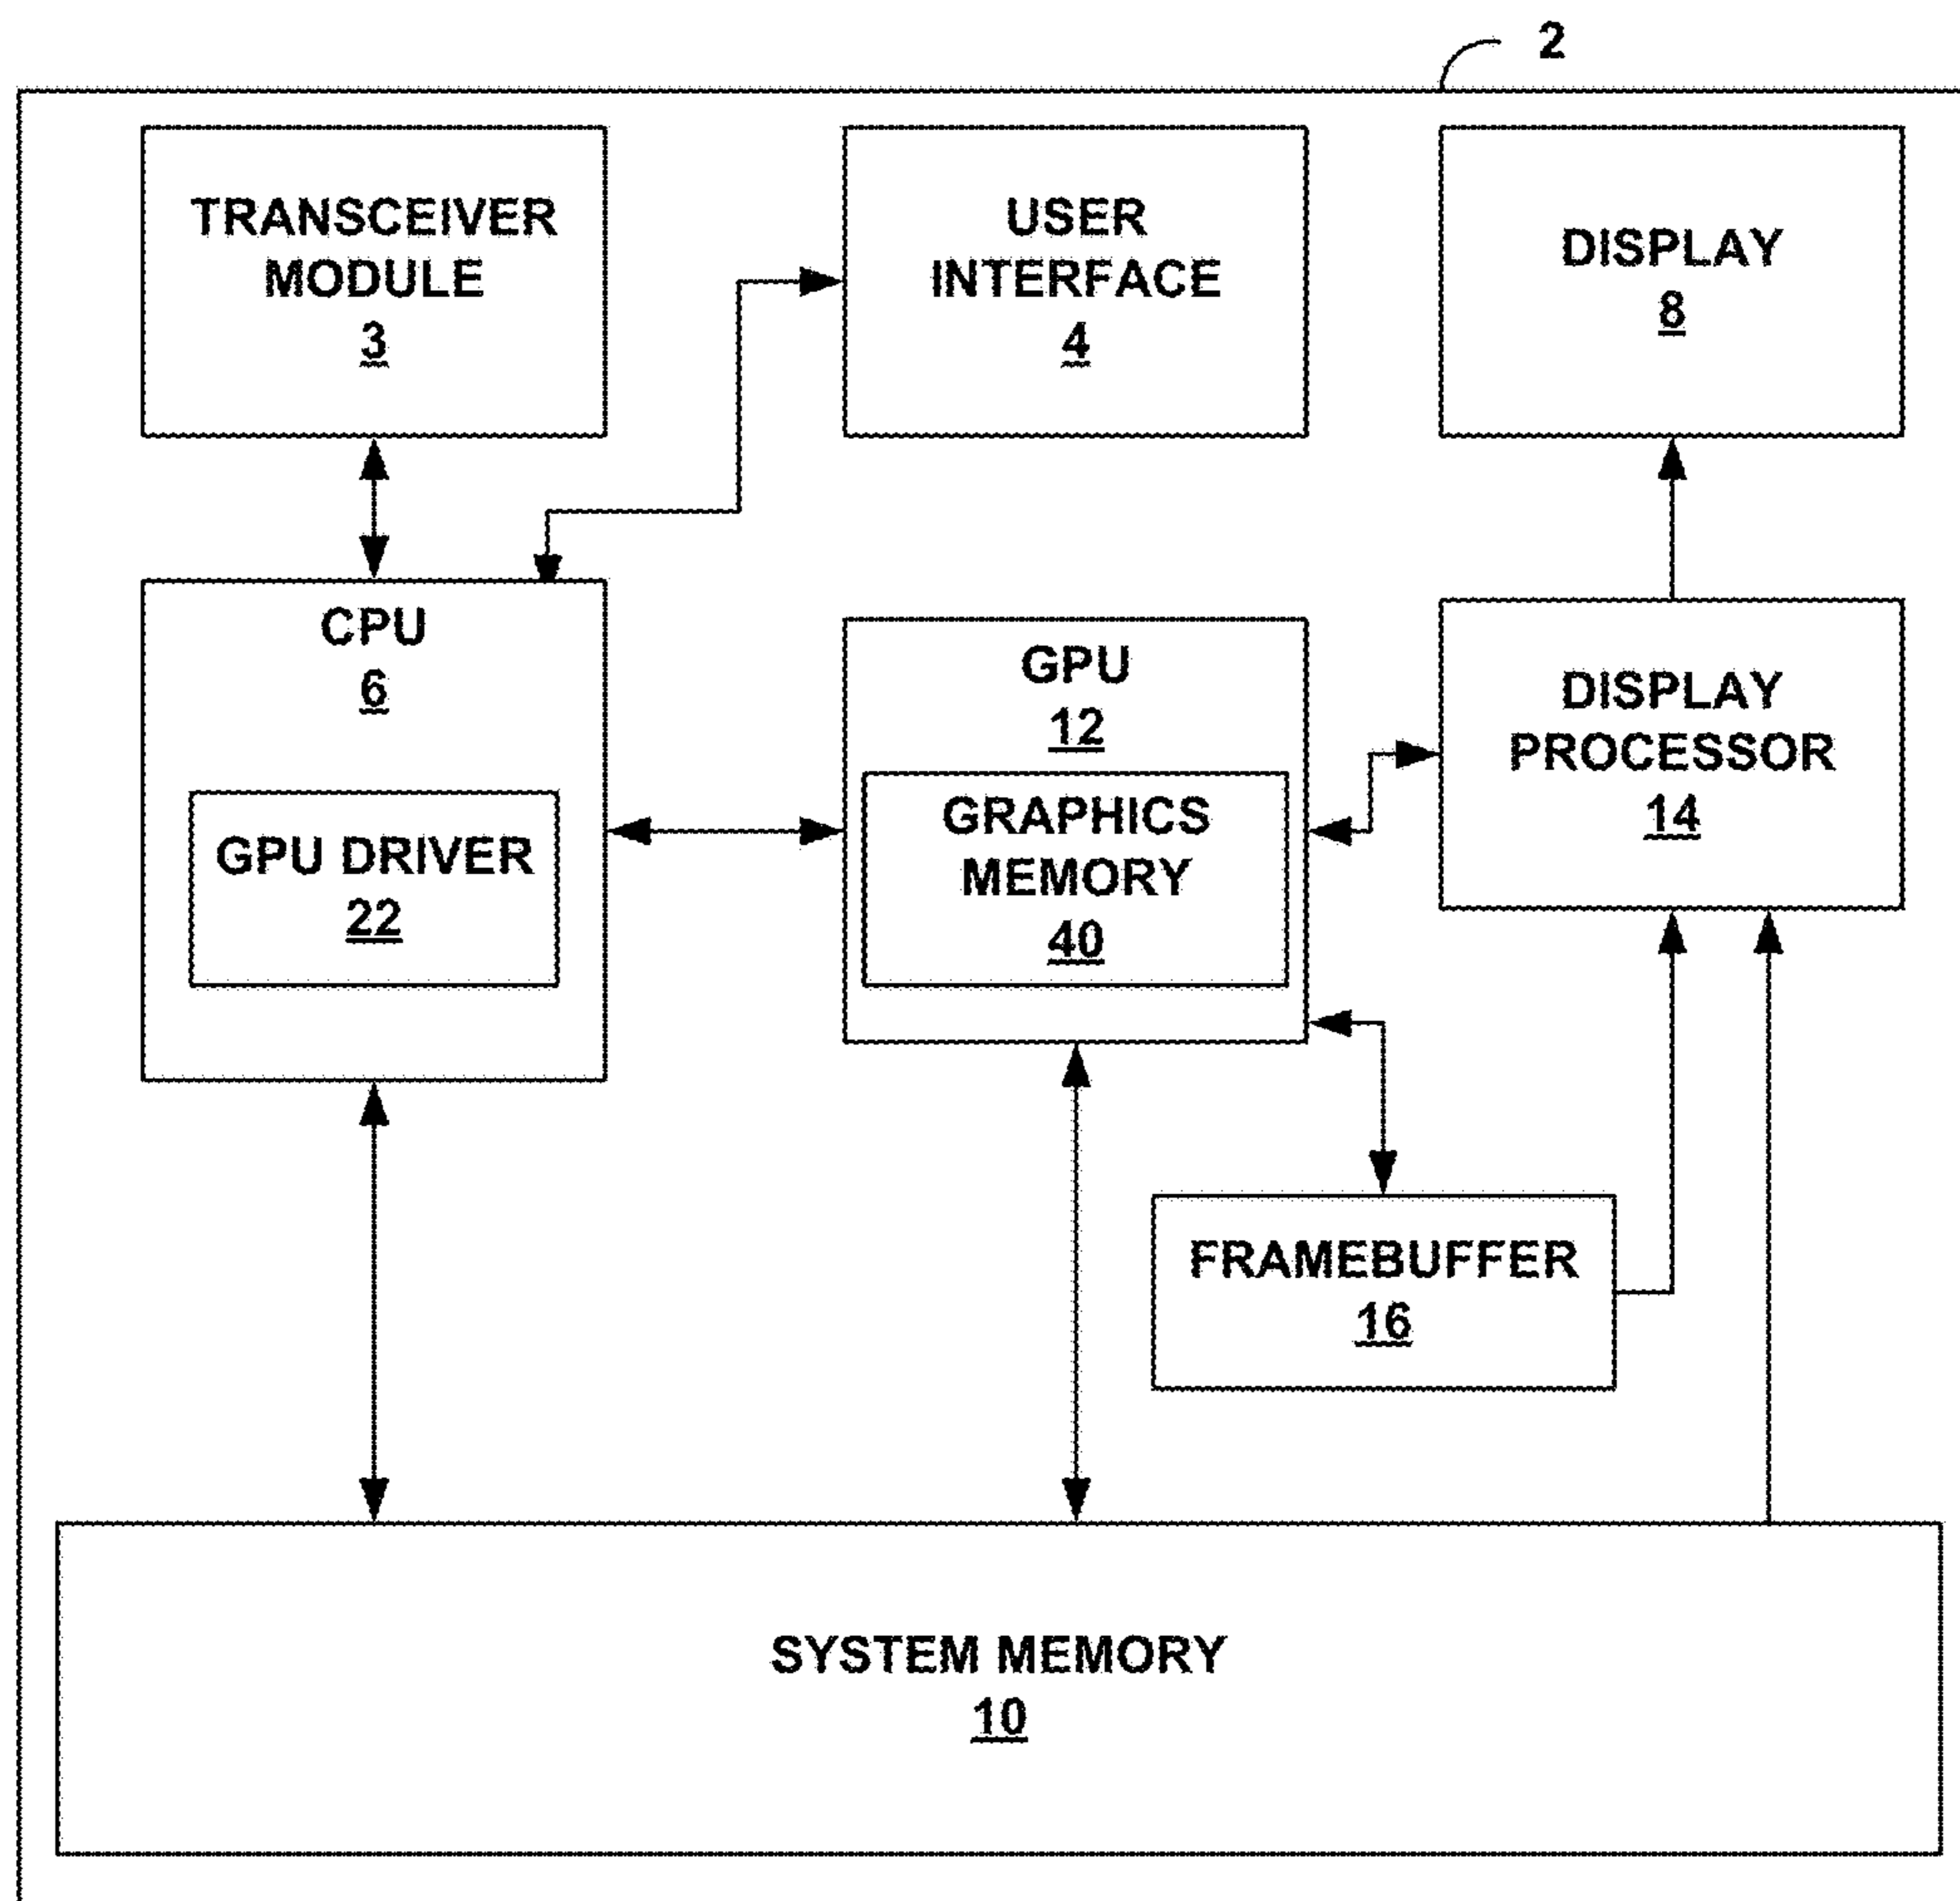 2
TRANSCEIVER
MODULE
3
USER
INTERFACE
4
DISPLAY
8
CPU
6
GPU DRIVER
22
GPU
12
GRAPHICS
MEMORY
40
DISPLAY
PROCESSOR
14
FRAMEBUFFER
16
SYSTEM MEMORY
10